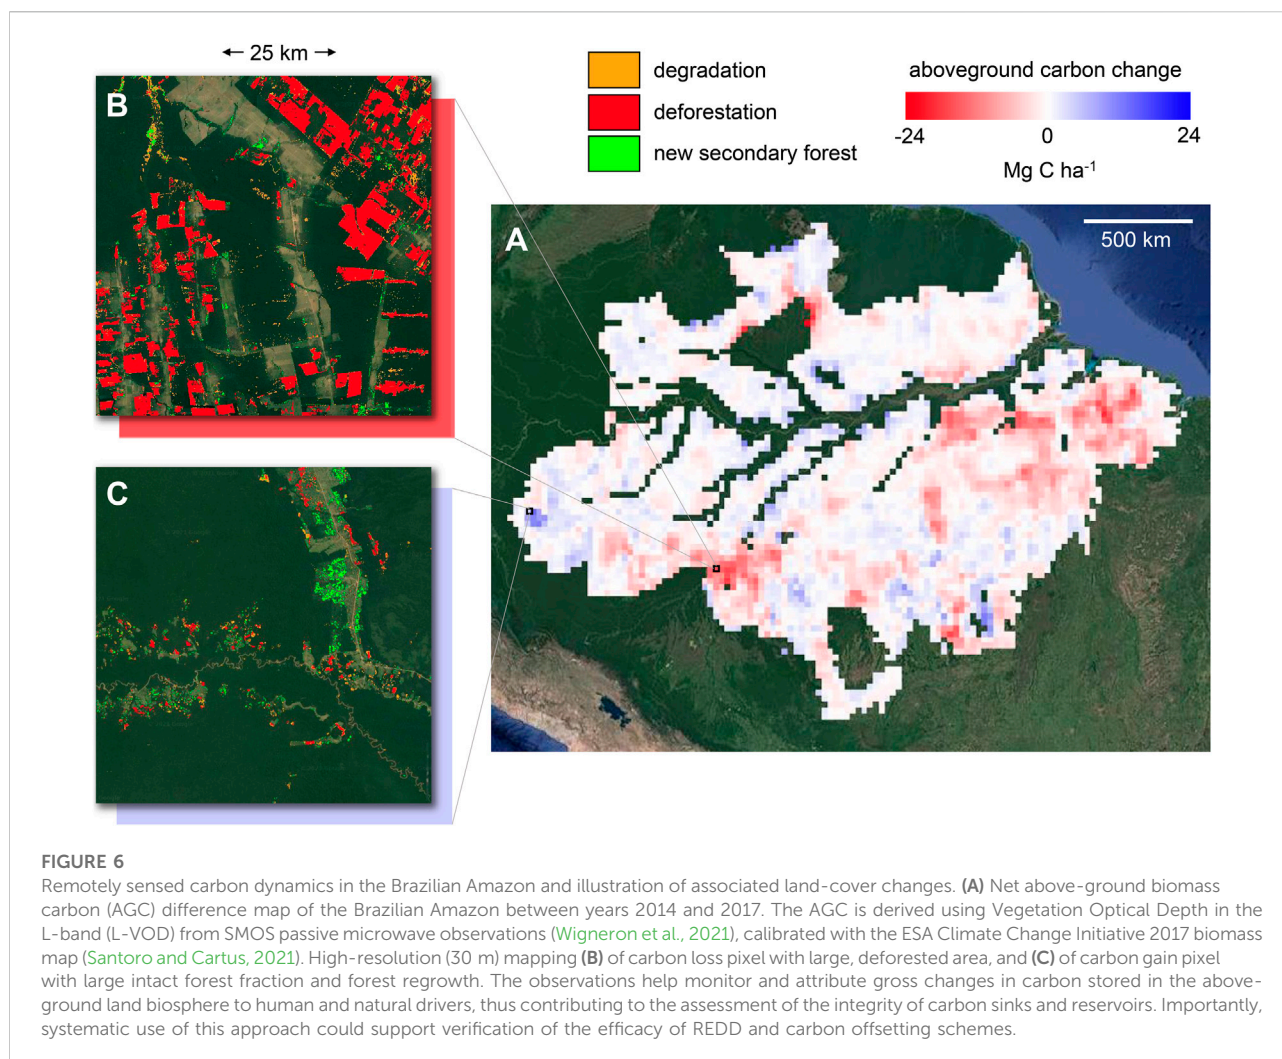 25 km
degradation
deforestation
new secondary forest
aboveground carbon change
-24
0
24
Mg C ha⁻¹
B
A
500 km
C
FIGURE 6
Remotely sensed carbon dynamics in the Brazilian Amazon and illustration of associated land-cover changes. (A) Net above-ground biomass
carbon (AGC) difference map of the Brazilian Amazon between years 2014 and 2017. The AGC is derived using Vegetation Optical Depth in the
L-band (L-VOD) from SMOS passive microwave observations (Wigneron et al., 2021), calibrated with the ESA Climate Change Initiative 2017 biomass
map (Santoro and Cartus, 2021). High-resolution (30 m) mapping (B) of carbon loss pixel with large, deforested area, and (C) of carbon gain pixel
with large intact forest fraction and forest regrowth. The observations help monitor and attribute gross changes in carbon stored in the above-
ground land biosphere to human and natural drivers, thus contributing to the assessment of the integrity of carbon sinks and reservoirs. Importantly,
systematic use of this approach could support verification of the efficacy of REDD and carbon offsetting schemes.